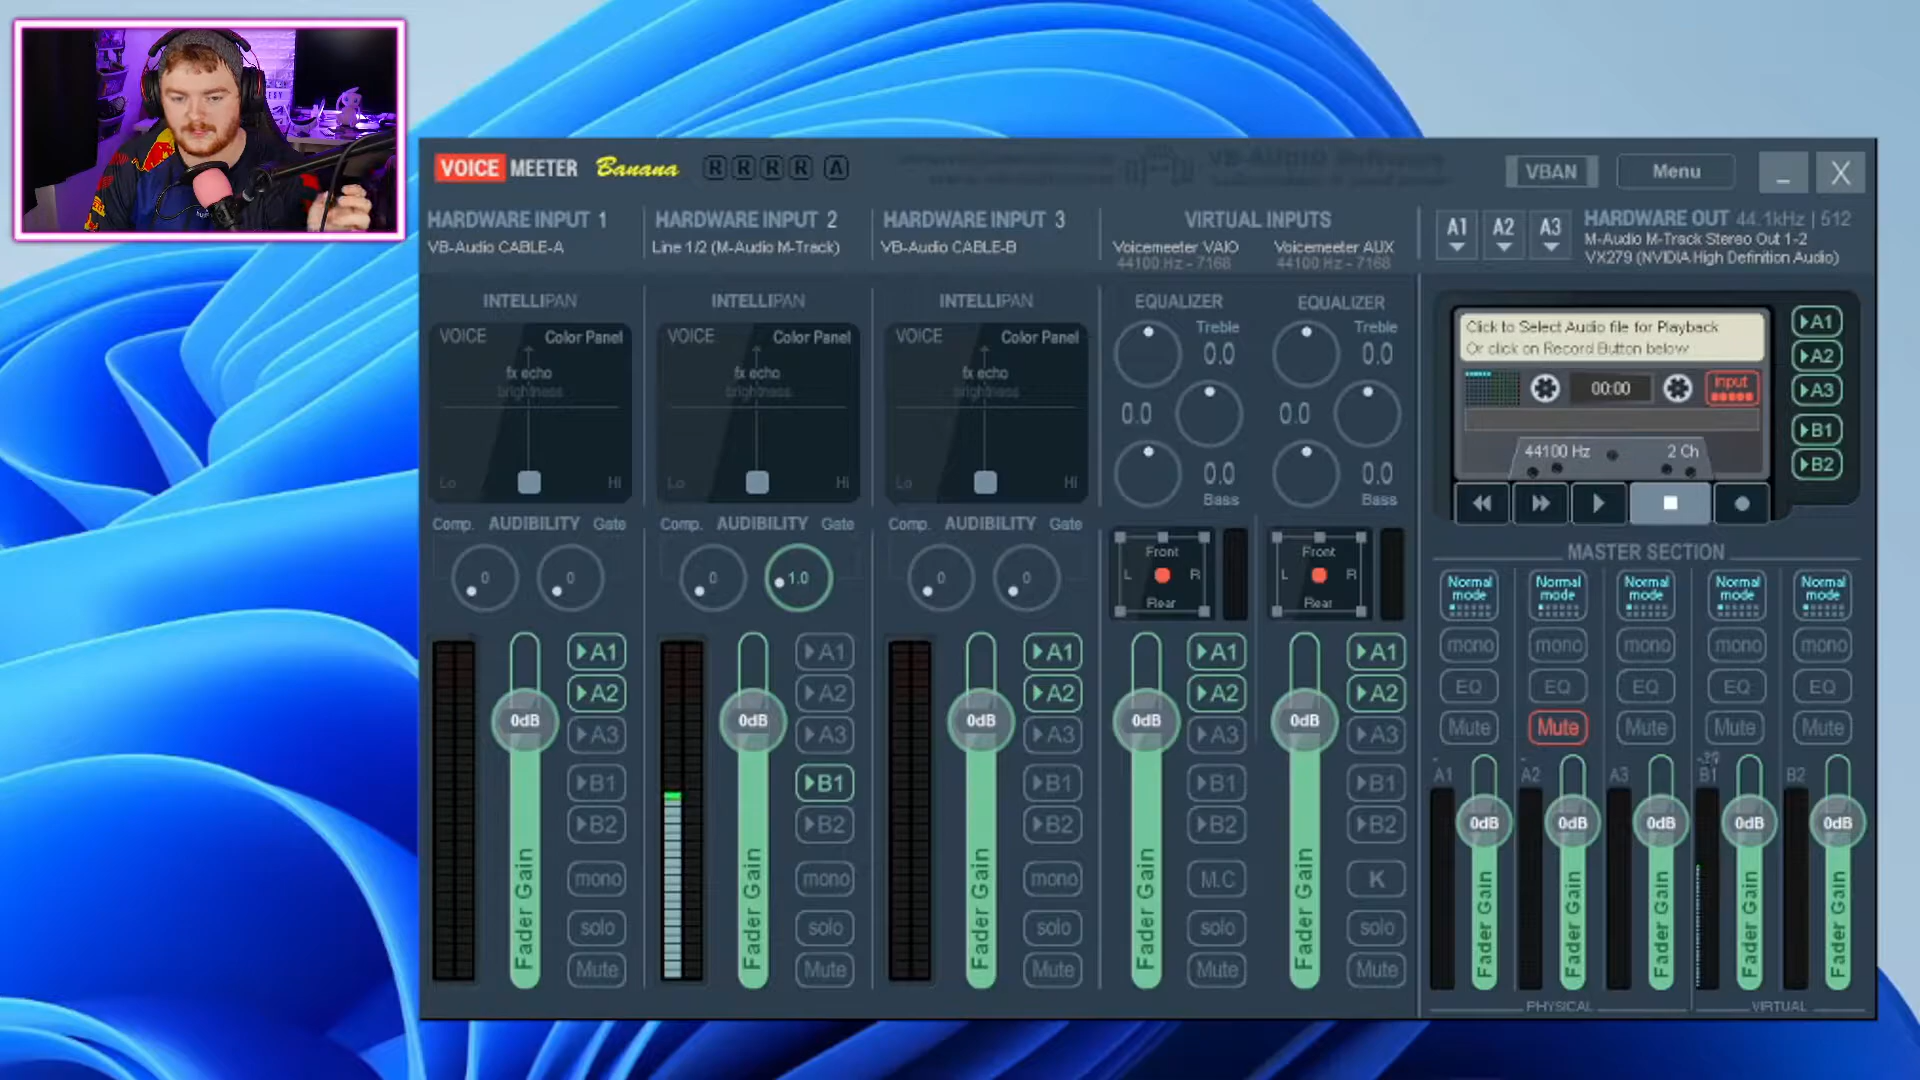 VOICE MEETER Banana R R R R A
VBAN Menu _ X
HARDWARE INPUT 1
VB-Audio CABLE-A
HARDWARE INPUT 2
Line 1/2 (M-Audio M-Track)
HARDWARE INPUT 3
VB-Audio CABLE-B
VIRTUAL INPUTS
Voicemeeter VAIO
44100 Hz - 7168
Voicemeeter AUX
44100 Hz - 7168
A1 A2 A3
HARDWARE OUT 44.1kHz | 512
M-Audio M-Track Stereo Out 1-2
VX279 (NVIDIA High Definition Audio)
INTELLIPAN
VOICE Color Panel
fx echo
brightness
Lo Hi
INTELLIPAN
VOICE Color Panel
fx echo
brightness
Lo Hi
INTELLIPAN
VOICE Color Panel
fx echo
brightness
Lo Hi
EQUALIZER
Treble
0.0
0.0
0.0
Bass
EQUALIZER
Treble
0.0
0.0
0.0
Bass
Click to Select Audio file for Playback
Or click on Record Button below
00:00 Input
44100 Hz 2 Ch
A1
A2
A3
B1
B2
Comp. AUDIBILITY Gate
0 0
Comp. AUDIBILITY Gate
0 1.0
Comp. AUDIBILITY Gate
0 0
Front
L R
Rear
Front
L R
Rear
0dB
Fader Gain
A1
A2
A3
B1
B2
mono
solo
Mute
0dB
Fader Gain
A1
A2
A3
B1
B2
mono
solo
Mute
0dB
Fader Gain
A1
A2
A3
B1
B2
mono
solo
Mute
0dB
Fader Gain
A1
A2
A3
B1
B2
M.C
solo
Mute
0dB
Fader Gain
A1
A2
A3
B1
B2
K
solo
Mute
MASTER SECTION
Normal mode Normal mode Normal mode Normal mode Normal mode
mono mono mono mono mono
EQ EQ EQ EQ EQ
Mute Mute Mute Mute Mute
A1 A2 A3 B1 B2
0dB 0dB 0dB 0dB 0dB
Fader Gain Fader Gain Fader Gain Fader Gain Fader Gain
PHYSICAL VIRTUAL